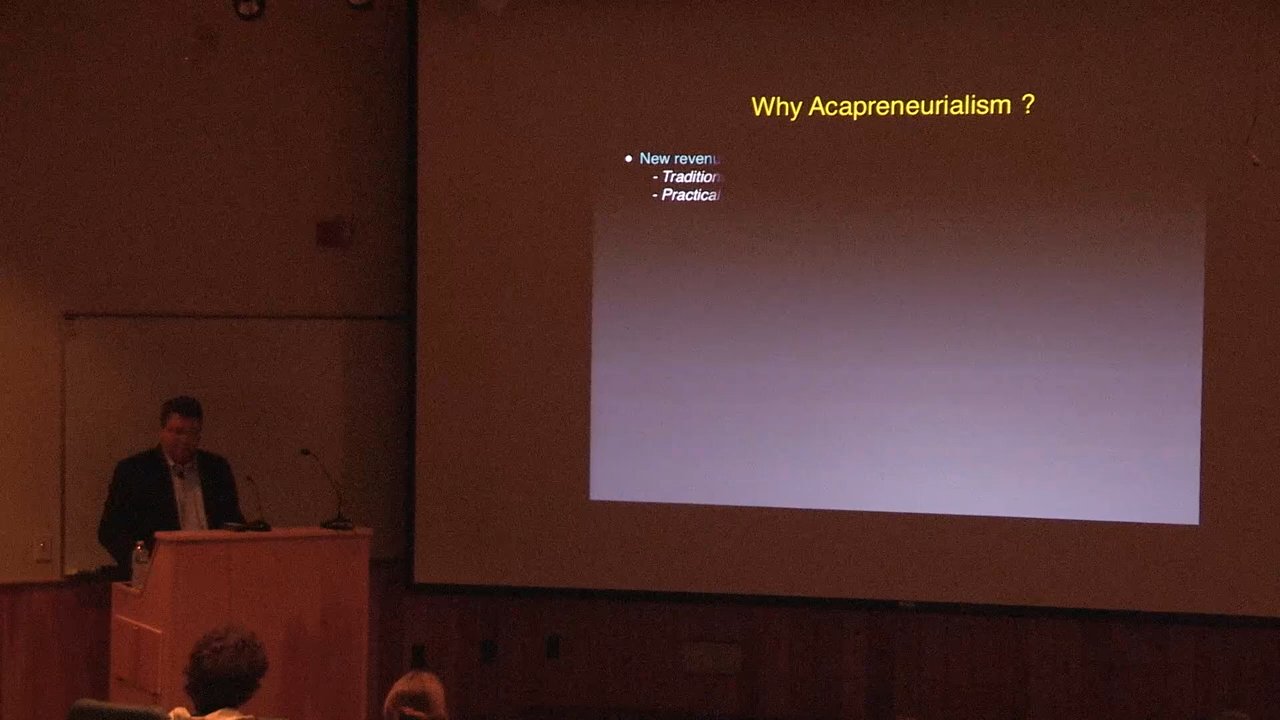 Why Acapreneurialism ?
• New revenu
- Tradition
- Practical